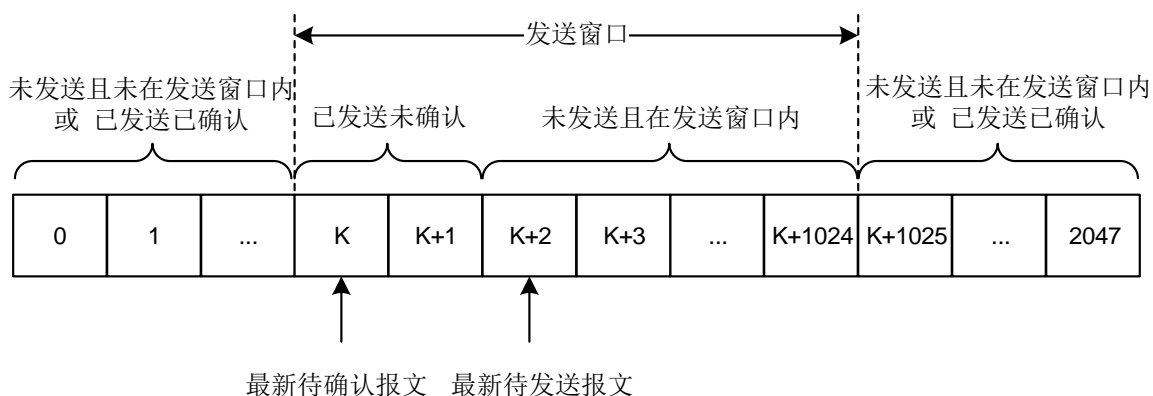 发送窗口
未发送且未在发送窗口内
或 已发送已确认
已发送未确认
未发送且在发送窗口内
未发送且未在发送窗口内
或 已发送已确认
0 1 ... K K+1 K+2 K+3 ... K+1024 K+1025 ... 2047
最新待确认报文 最新待发送报文